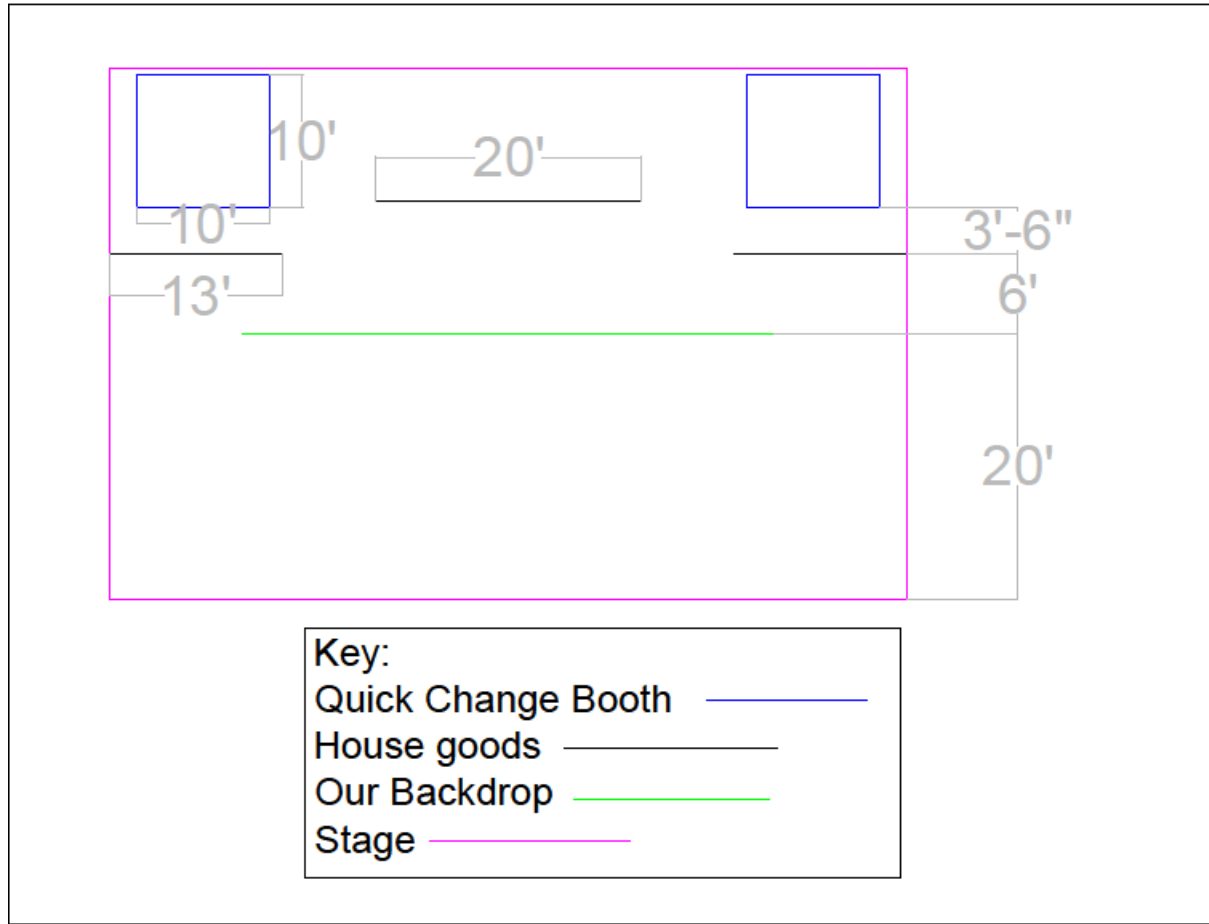 10'
20'
10'
3'-6"
13'
6'
20'
Key:
Quick Change Booth
House goods
Our Backdrop
Stage